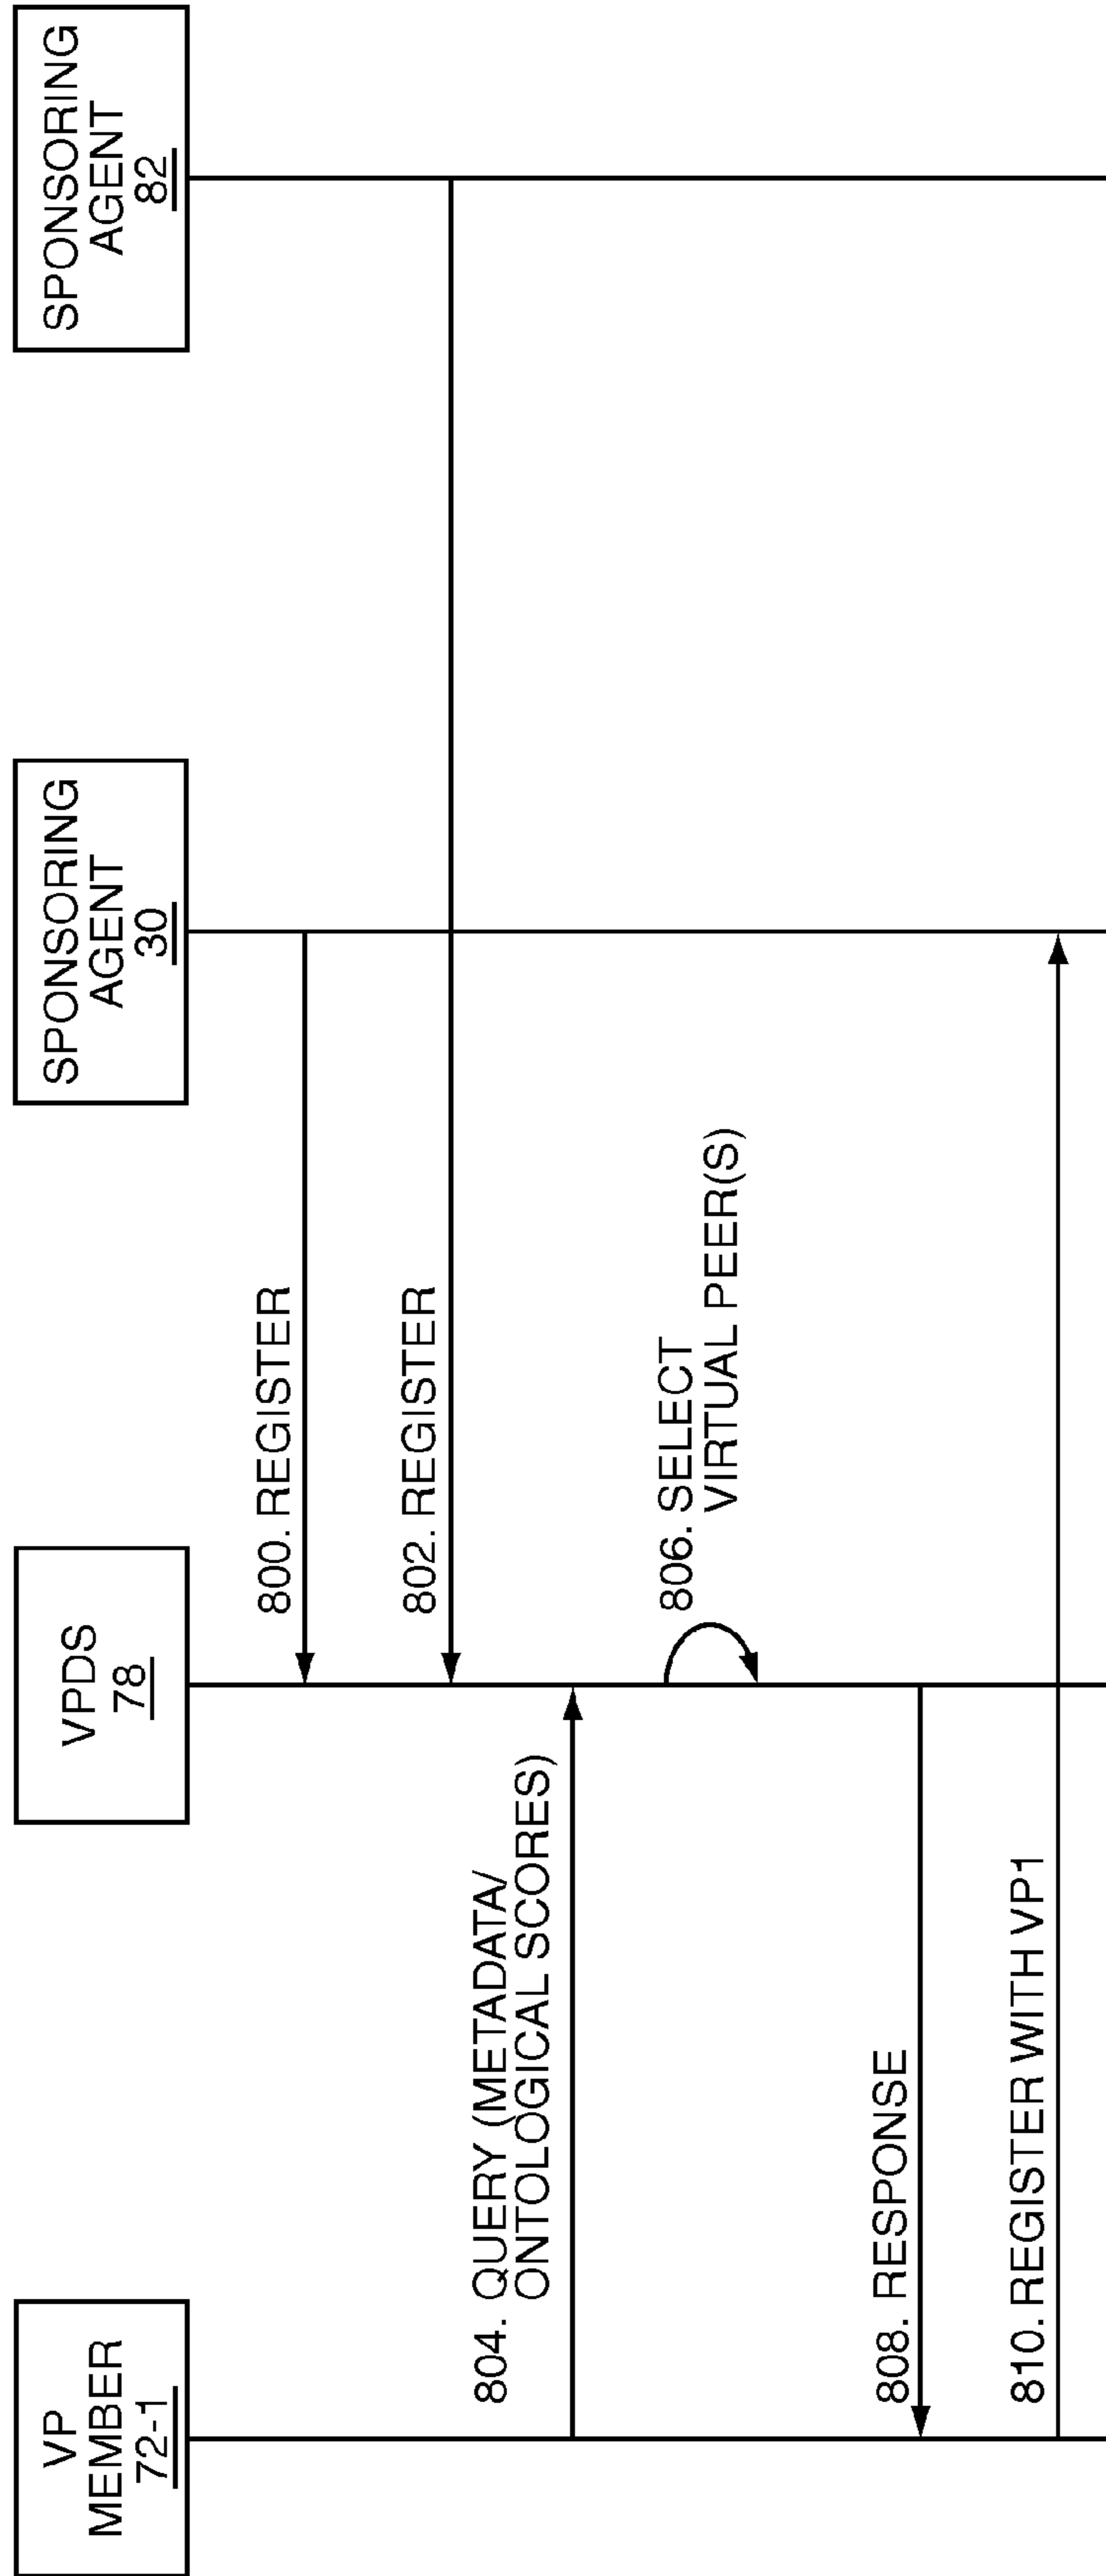 VP
MEMBER
72-1
VPDS
78
SPONSORING
AGENT
30
SPONSORING
AGENT
82
800. REGISTER
802. REGISTER
804. QUERY (METADATA/
ONTOLOGICAL SCORES)
806. SELECT
VIRTUAL PEER(S)
808. RESPONSE
810. REGISTER WITH VP1